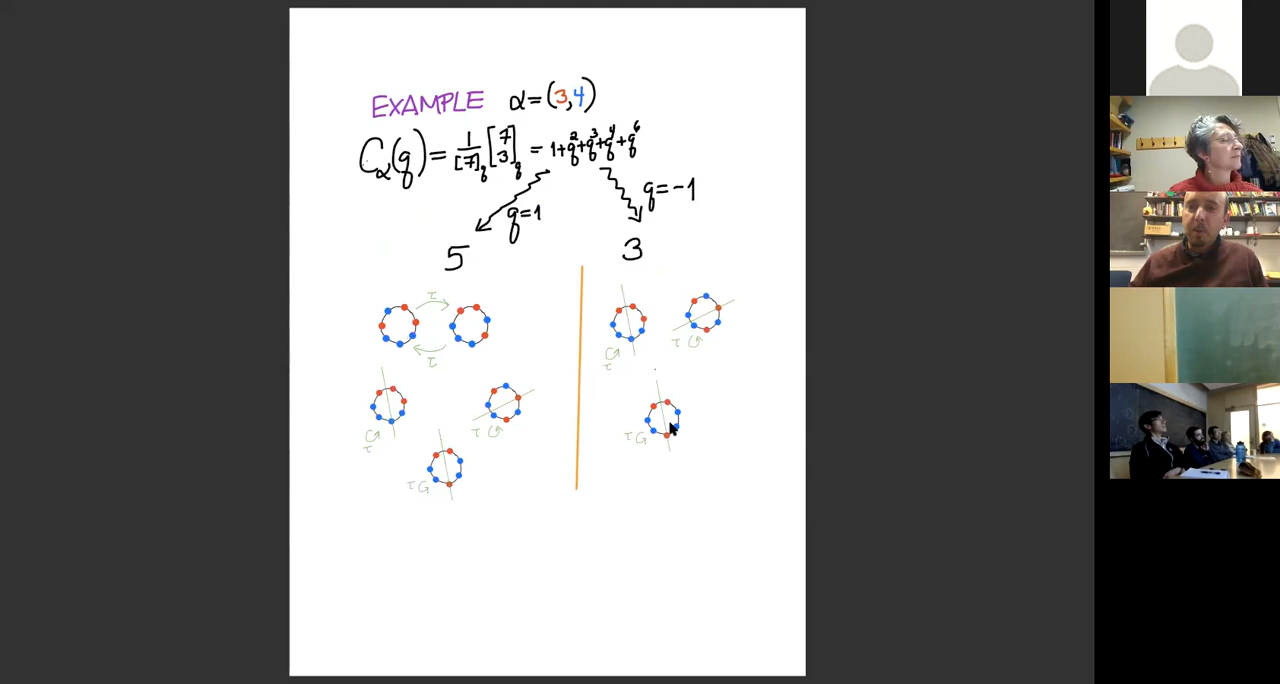 EXAMPLE α = (3,4)
C_α(q) = 1/[7]_q [7 3]_q = 1+q^2+q^3+q^4+q^6
q=1 q=-1
5 3
τ
τ
τ τ
τ τ
τ τ